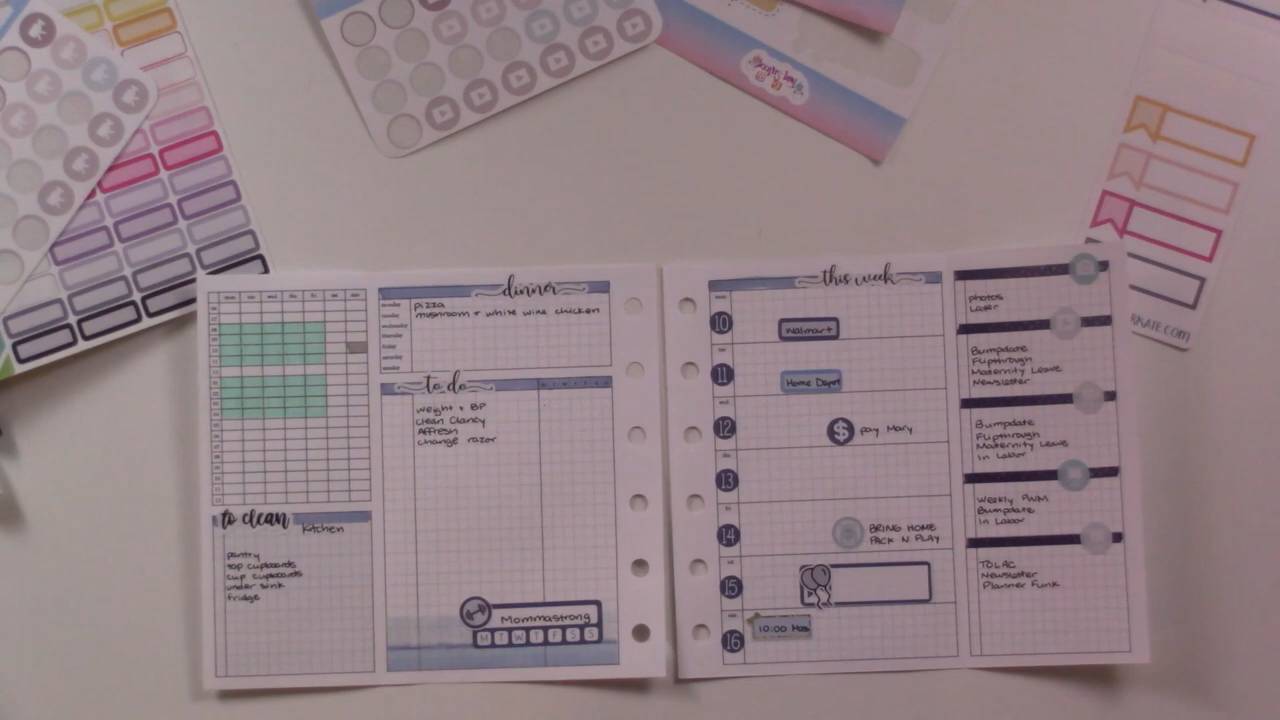 dinner
monday pizza
tuesday mushroom + white wine chicken
wednesday
thursday
friday
saturday
sunday
to do
M T W T F S S
Weight + BP
Clean Clancy
Affresh
change razor
Mommastrong
M T W T F S S
to clean
Kitchen
pantry
top cupboards
cup cupboards
under sink
fridge
this week
10
Walmart
11
Home Depot
12
$ pay Mary
13
14
BRING HOME
PACK N PLAY
15
16
10:00 Mass
photos
Later
Bumpdate
Flipthrough
Maternity Leave
Newsletter
Bumpdate
Flipthrough
Maternity Leave
In Labor
Weekly PWM
Bumpdate
In Labor
TOLAC
Newsletter
Planner Funk